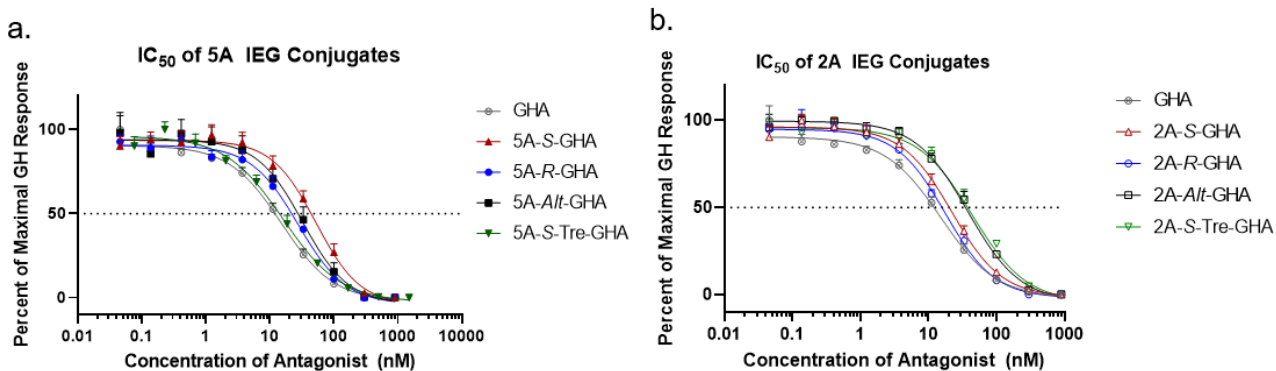 a.
IC50 of 5A IEG Conjugates
Percent of Maximal GH Response
100
50
0
0.01
0.1
1
10
100
1000
10000
Concentration of Antagonist (nM)
GHA
5A-S-GHA
5A-R-GHA
5A-Alt-GHA
5A-S-Tre-GHA
b.
IC50 of 2A IEG Conjugates
Percent of Maximal GH Response
100
50
0
0.01
0.1
1
10
100
1000
Concentration of Antagonist (nM)
GHA
2A-S-GHA
2A-R-GHA
2A-Alt-GHA
2A-S-Tre-GHA